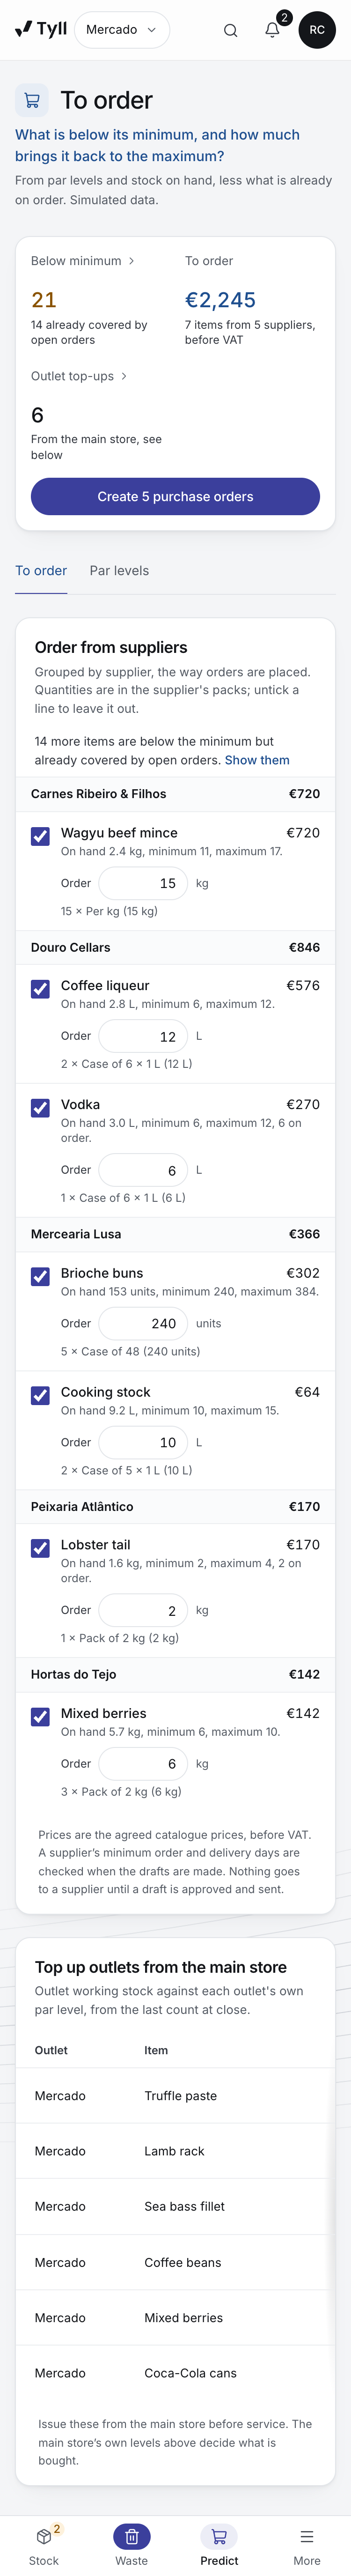 Tyll
Mercado
2
RC
To order
What is below its minimum, and how much
brings it back to the maximum?
From par levels and stock on hand, less what is already
on order. Simulated data.
Below minimum
To order
21
€2,245
14 already covered by
open orders
7 items from 5 suppliers,
before VAT
Outlet top-ups
6
From the main store, see
below
Create 5 purchase orders
To order
Par levels
Order from suppliers
Grouped by supplier, the way orders are placed.
Quantities are in the supplier's packs; untick a
line to leave it out.
14 more items are below the minimum but
already covered by open orders. Show them
Carnes Ribeiro & Filhos €720
Wagyu beef mince €720
On hand 2.4 kg, minimum 11, maximum 17.
Order 15 kg
15 × Per kg (15 kg)
Douro Cellars €846
Coffee liqueur €576
On hand 2.8 L, minimum 6, maximum 12.
Order 12 L
2 × Case of 6 × 1 L (12 L)
Vodka €270
On hand 3.0 L, minimum 6, maximum 12, 6 on
order.
Order 6 L
1 × Case of 6 × 1 L (6 L)
Mercearia Lusa €366
Brioche buns €302
On hand 153 units, minimum 240, maximum 384.
Order 240 units
5 × Case of 48 (240 units)
Cooking stock €64
On hand 9.2 L, minimum 10, maximum 15.
Order 10 L
2 × Case of 5 × 1 L (10 L)
Peixaria Atlântico €170
Lobster tail €170
On hand 1.6 kg, minimum 2, maximum 4, 2 on
order.
Order 2 kg
1 × Pack of 2 kg (2 kg)
Hortas do Tejo €142
Mixed berries €142
On hand 5.7 kg, minimum 6, maximum 10.
Order 6 kg
3 × Pack of 2 kg (6 kg)
Prices are the agreed catalogue prices, before VAT.
A supplier's minimum order and delivery days are
checked when the drafts are made. Nothing goes
to a supplier until a draft is approved and sent.
Top up outlets from the main store
Outlet working stock against each outlet's own
par level, from the last count at close.
Outlet Item
Mercado Truffle paste
Mercado Lamb rack
Mercado Sea bass fillet
Mercado Coffee beans
Mercado Mixed berries
Mercado Coca-Cola cans
Issue these from the main store before service. The
main store's own levels above decide what is
bought.
2
Stock Waste Predict More